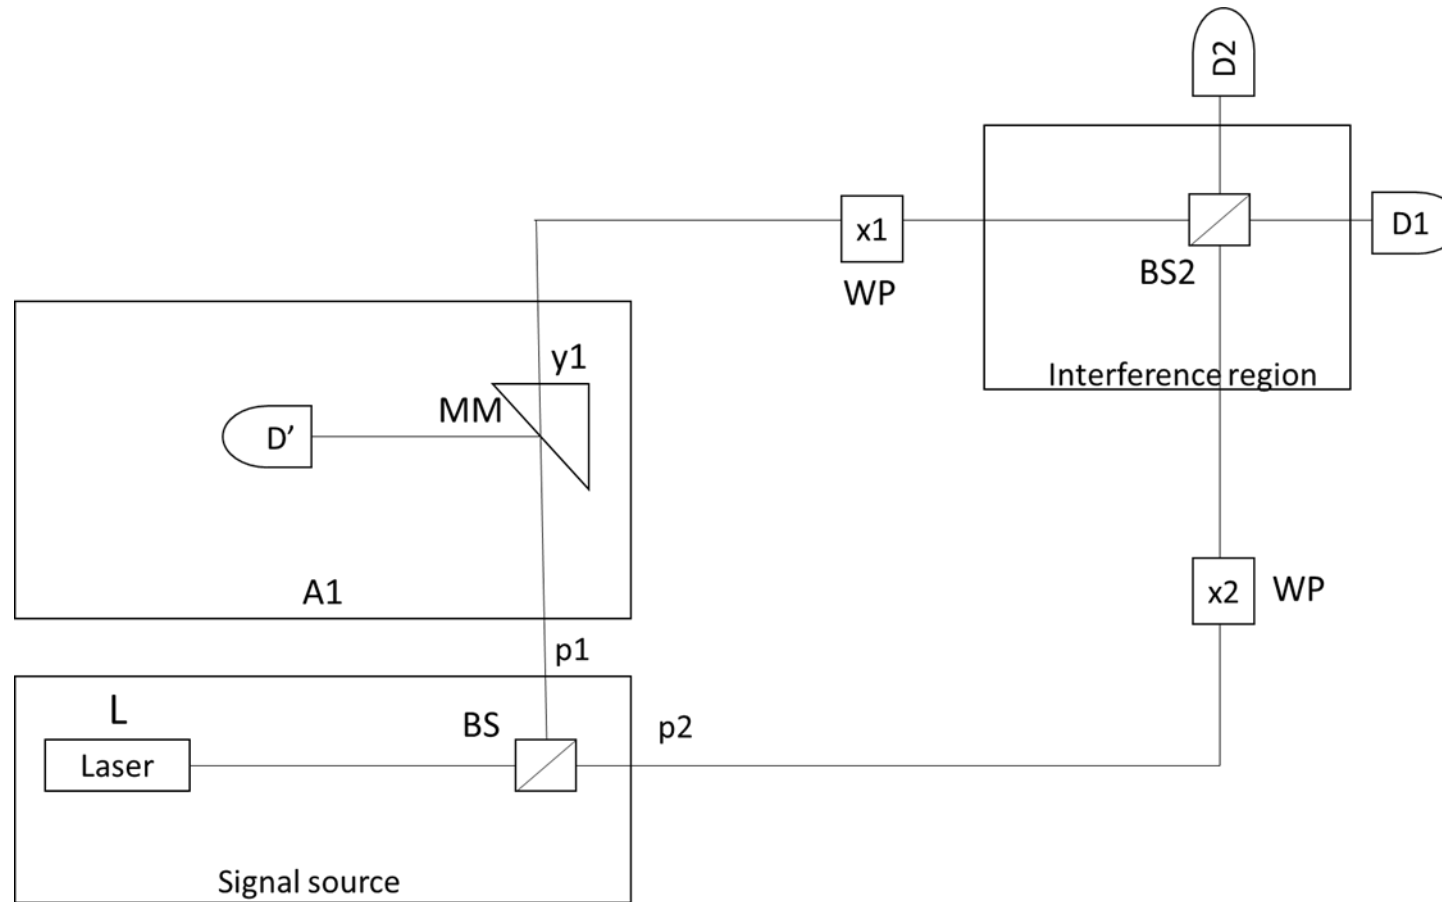 D2
x1
D1
WP
BS2
y1
Interference region
MM
D’
A1
x2
WP
p1
L
BS
p2
Laser
Signal source